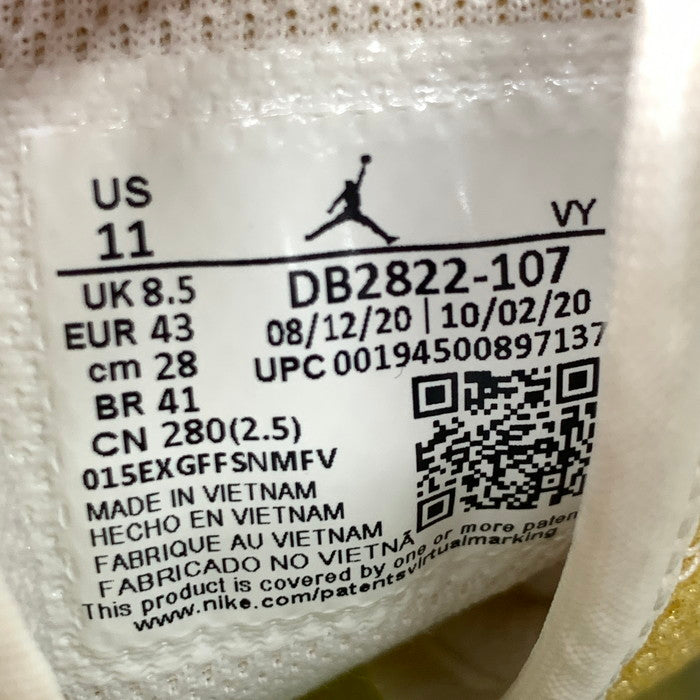 US
11
VY
UK 8.5
EUR 43
cm 28
BR 41
CN 280(2.5)
DB2822-107
08/12/20 | 10/02/20
UPC 00194500897137
015EXGFFSNMFV
MADE IN VIETNAM
HECHO EN VIETNAM
FABRIQUE AU VIETNAM
FABRICADO NO VIETNÃ
This product is covered by one or more paten
www.nike.com/patentsvirtualmarking